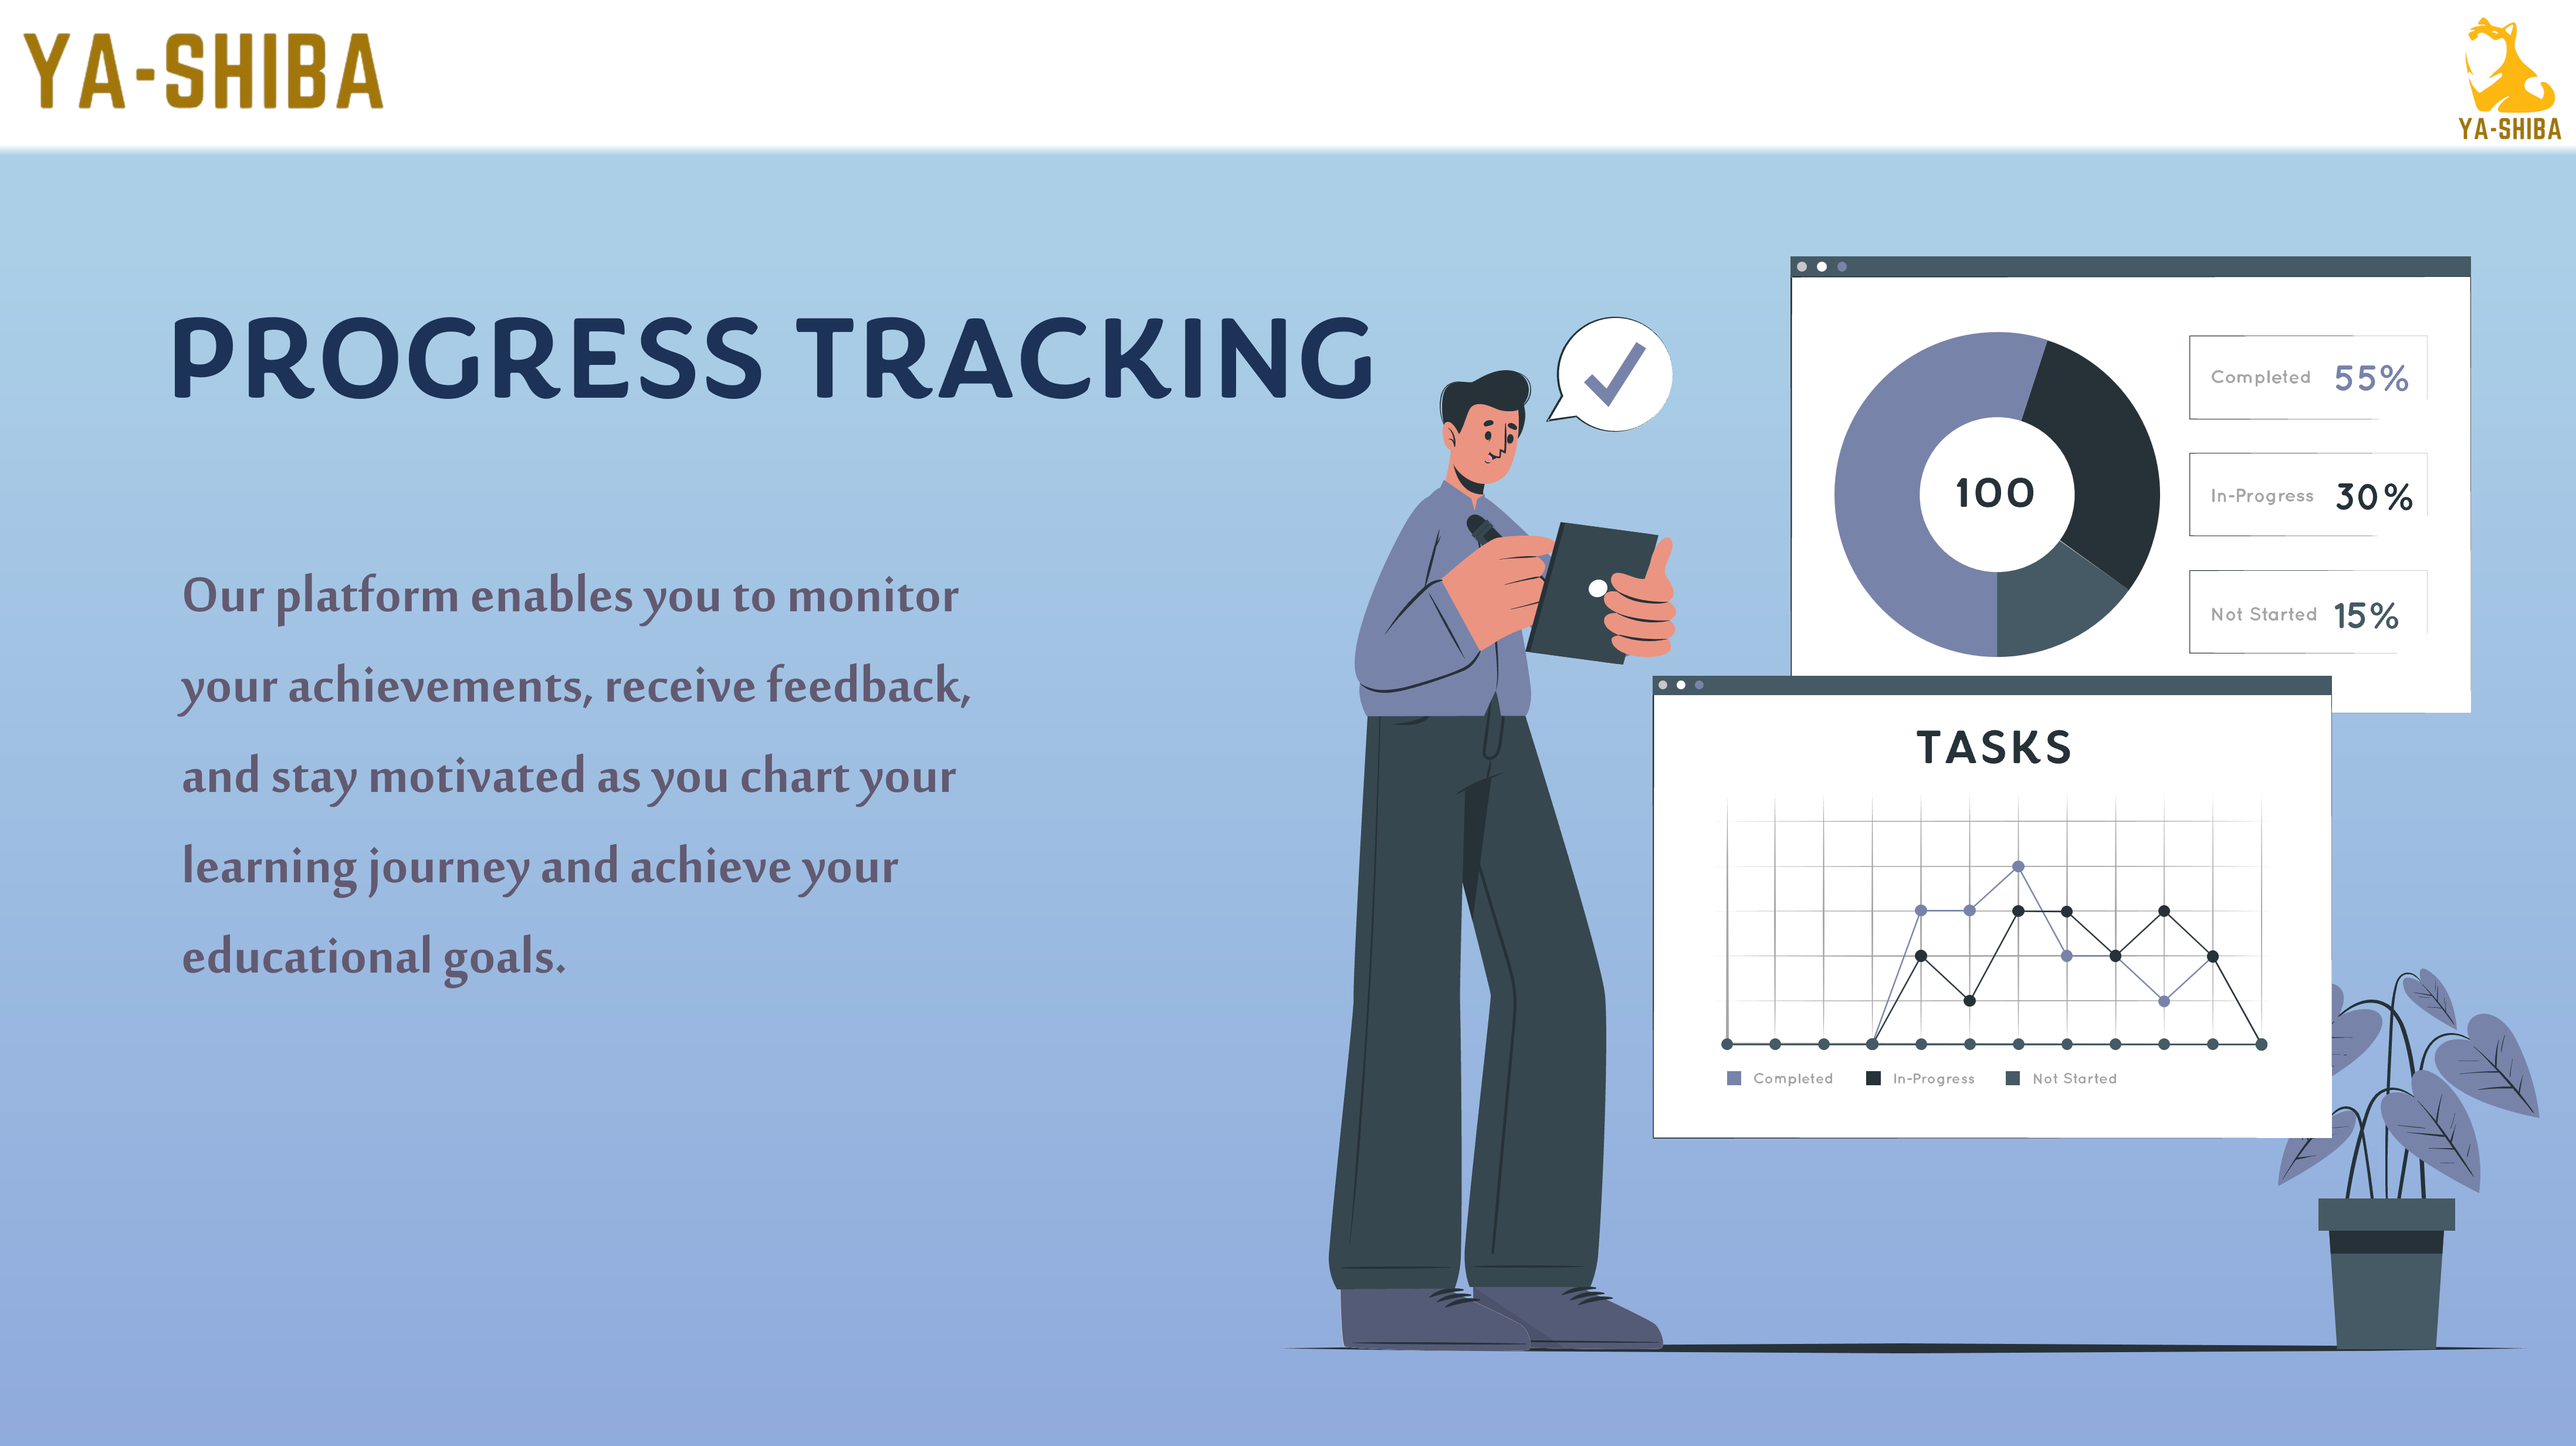 YA-SHIBA
YA-SHIBA
PROGRESS TRACKING
Our platform enables you to monitor
your achievements, receive feedback,
and stay motivated as you chart your
learning journey and achieve your
educational goals.
100
Completed 55%
In-Progress 30%
Not Started 15%
TASKS
Completed In-Progress Not Started